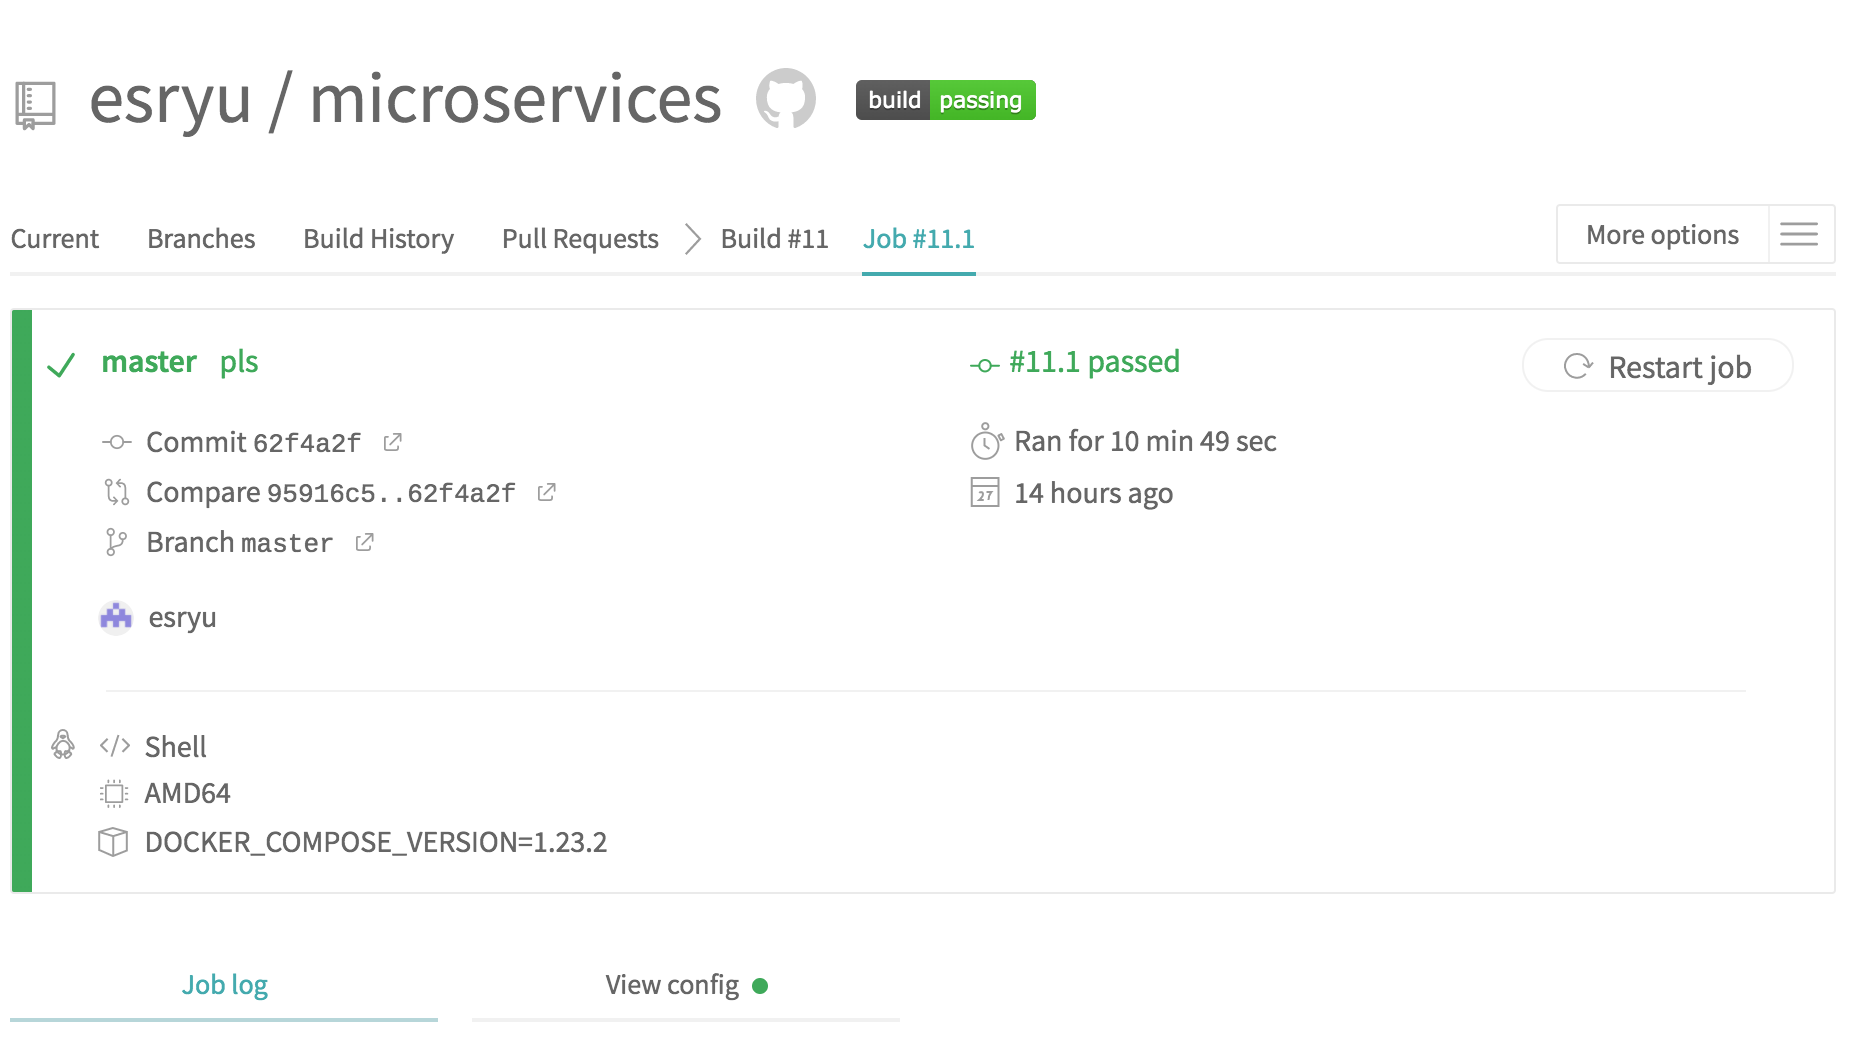 esryu / microservices build passing
Current Branches Build History Pull Requests Build #11 Job #11.1 More options
master pls
#11.1 passed
Restart job
Commit 62f4a2f
Compare 95916c5..62f4a2f
Branch master
Ran for 10 min 49 sec
27 14 hours ago
esryu
</> Shell
AMD64
DOCKER_COMPOSE_VERSION=1.23.2
Job log View config